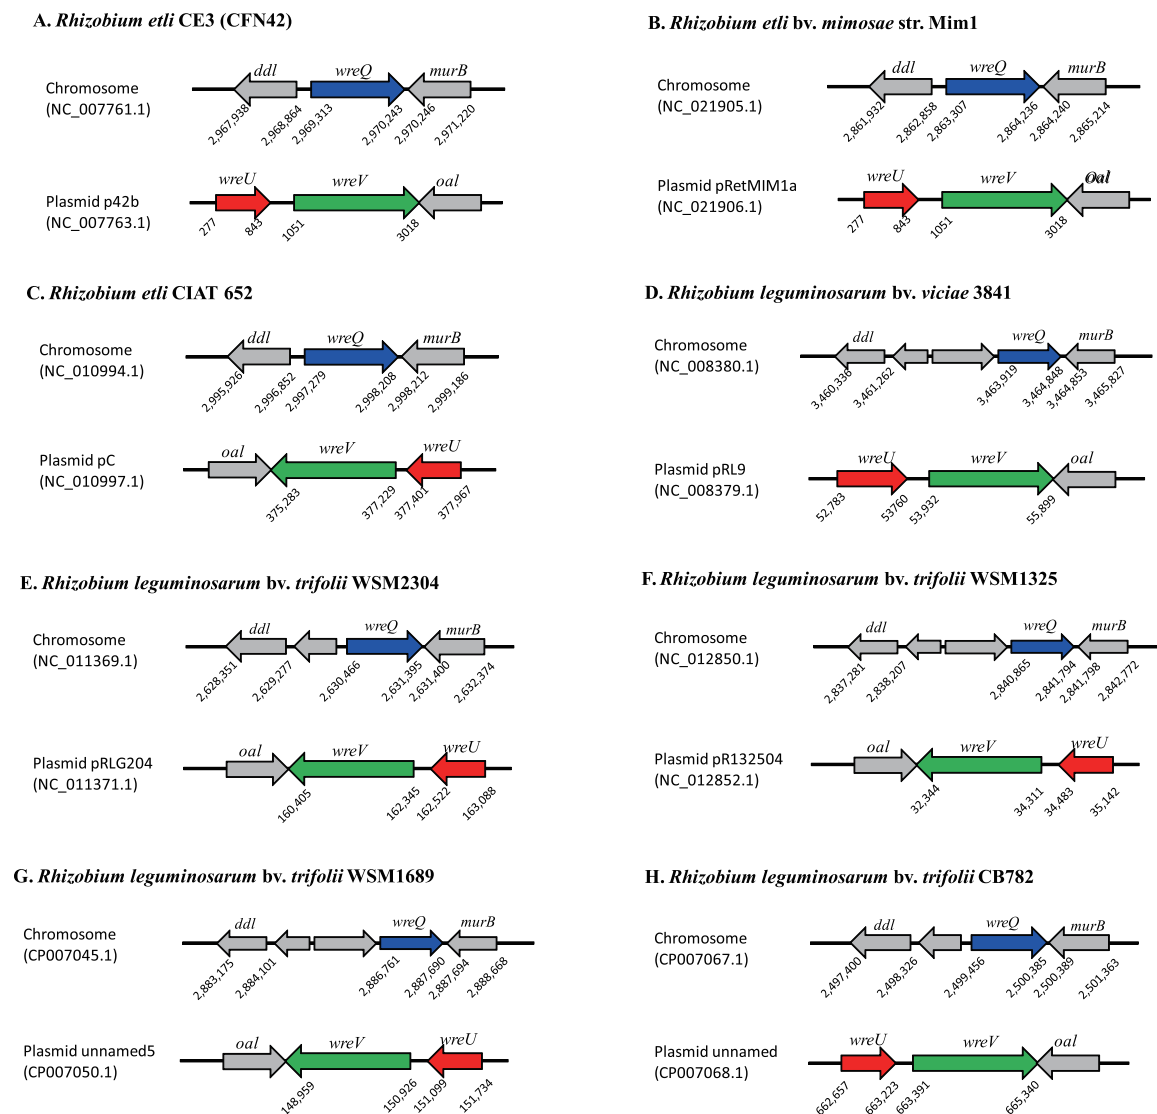 A. Rhizobium etli CE3 (CFN42)
Chromosome
(NC_007761.1)
ddl wreQ murB
2,967,938 2,968,864 2,969,313 2,970,243 2,970,246 2,971,220
Plasmid p42b
(NC_007763.1)
wreU wreV oal
277 843 1051 3018
B. Rhizobium etli bv. mimosae str. Mim1
Chromosome
(NC_021905.1)
ddl wreQ murB
2,861,932 2,862,858 2,863,307 2,864,236 2,864,240 2,865,214
Plasmid pRetMIM1a
(NC_021906.1)
wreU wreV Oal
277 843 1051 3018
C. Rhizobium etli CIAT 652
Chromosome
(NC_010994.1)
ddl wreQ murB
2,995,926 2,996,852 2,997,279 2,998,208 2,998,212 2,999,186
Plasmid pC
(NC_010997.1)
oal wreV wreU
375,283 377,229 377,401 377,967
D. Rhizobium leguminosarum bv. viciae 3841
Chromosome
(NC_008380.1)
ddl wreQ murB
3,460,336 3,461,262 3,463,919 3,464,848 3,464,853 3,465,827
Plasmid pRL9
(NC_008379.1)
wreU wreV oal
52,783 53760 53,932 55,899
E. Rhizobium leguminosarum bv. trifolii WSM2304
Chromosome
(NC_011369.1)
ddl wreQ murB
2,628,351 2,629,277 2,630,466 2,631,395 2,631,400 2,632,374
Plasmid pRLG204
(NC_011371.1)
oal wreV wreU
160,405 162,345 162,522 163,088
F. Rhizobium leguminosarum bv. trifolii WSM1325
Chromosome
(NC_012850.1)
ddl wreQ murB
2,837,281 2,838,207 2,840,865 2,841,794 2,841,798 2,842,772
Plasmid pR132504
(NC_012852.1)
oal wreV wreU
32,344 34,311 34,483 35,142
G. Rhizobium leguminosarum bv. trifolii WSM1689
Chromosome
(CP007045.1)
ddl wreQ murB
2,883,175 2,884,101 2,886,761 2,887,690 2,887,694 2,888,668
Plasmid unnamed5
(CP007050.1)
oal wreV wreU
148,959 150,926 151,099 151,734
H. Rhizobium leguminosarum bv. trifolii CB782
Chromosome
(CP007067.1)
ddl wreQ murB
2,497,400 2,498,326 2,499,456 2,500,385 2,500,389 2,501,363
Plasmid unnamed
(CP007068.1)
wreU wreV oal
662,657 663,223 663,391 665,340